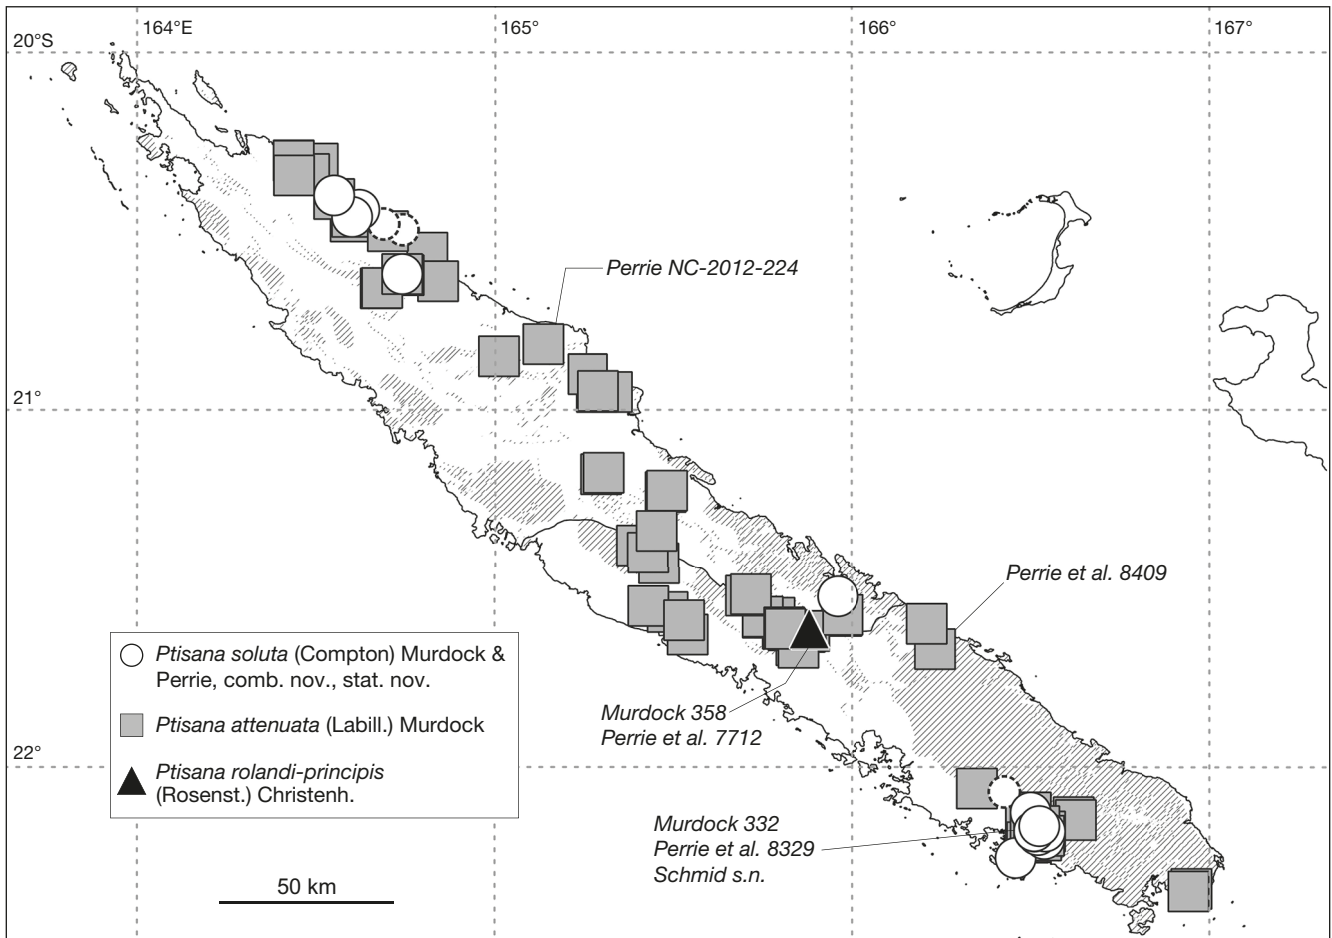 164°E
165°
166°
167°
20°S
Perrie NC-2012-224
21°
Perrie et al. 8409
Ptisana soluta (Compton) Murdock &
Perrie, comb. nov., stat. nov.
Ptisana attenuata (Labill.) Murdock
Ptisana rolandi-principis
(Rosenst.) Christenh.
Murdock 358
Perrie et al. 7712
22°
Murdock 332
Perrie et al. 8329
Schmid s.n.
50 km